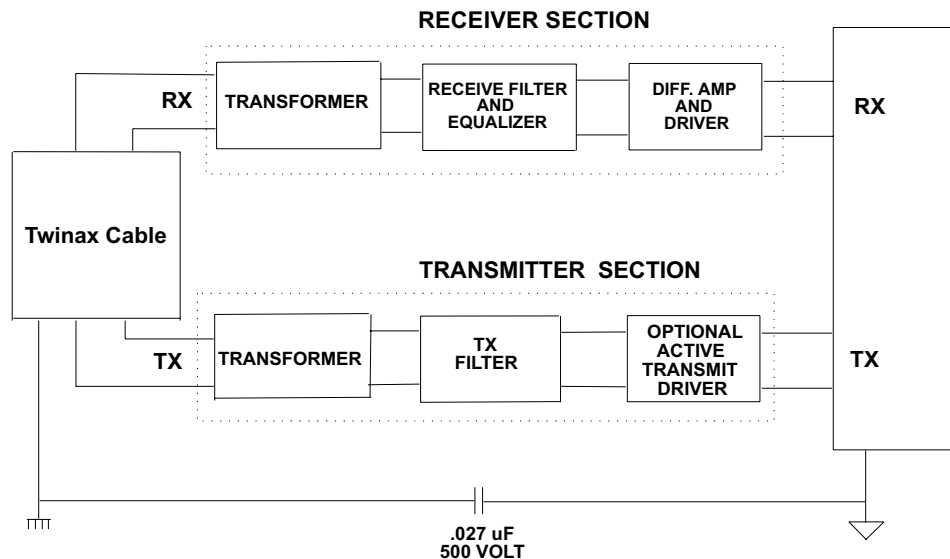 RECEIVER SECTION
RX
TRANSFORMER
RECEIVE FILTER
AND
EQUALIZER
DIFF. AMP
AND
DRIVER
RX
Twinax Cable
TRANSMITTER SECTION
TX
TRANSFORMER
TX
FILTER
OPTIONAL
ACTIVE
TRANSMIT
DRIVER
TX
.027 uF
500 VOLT